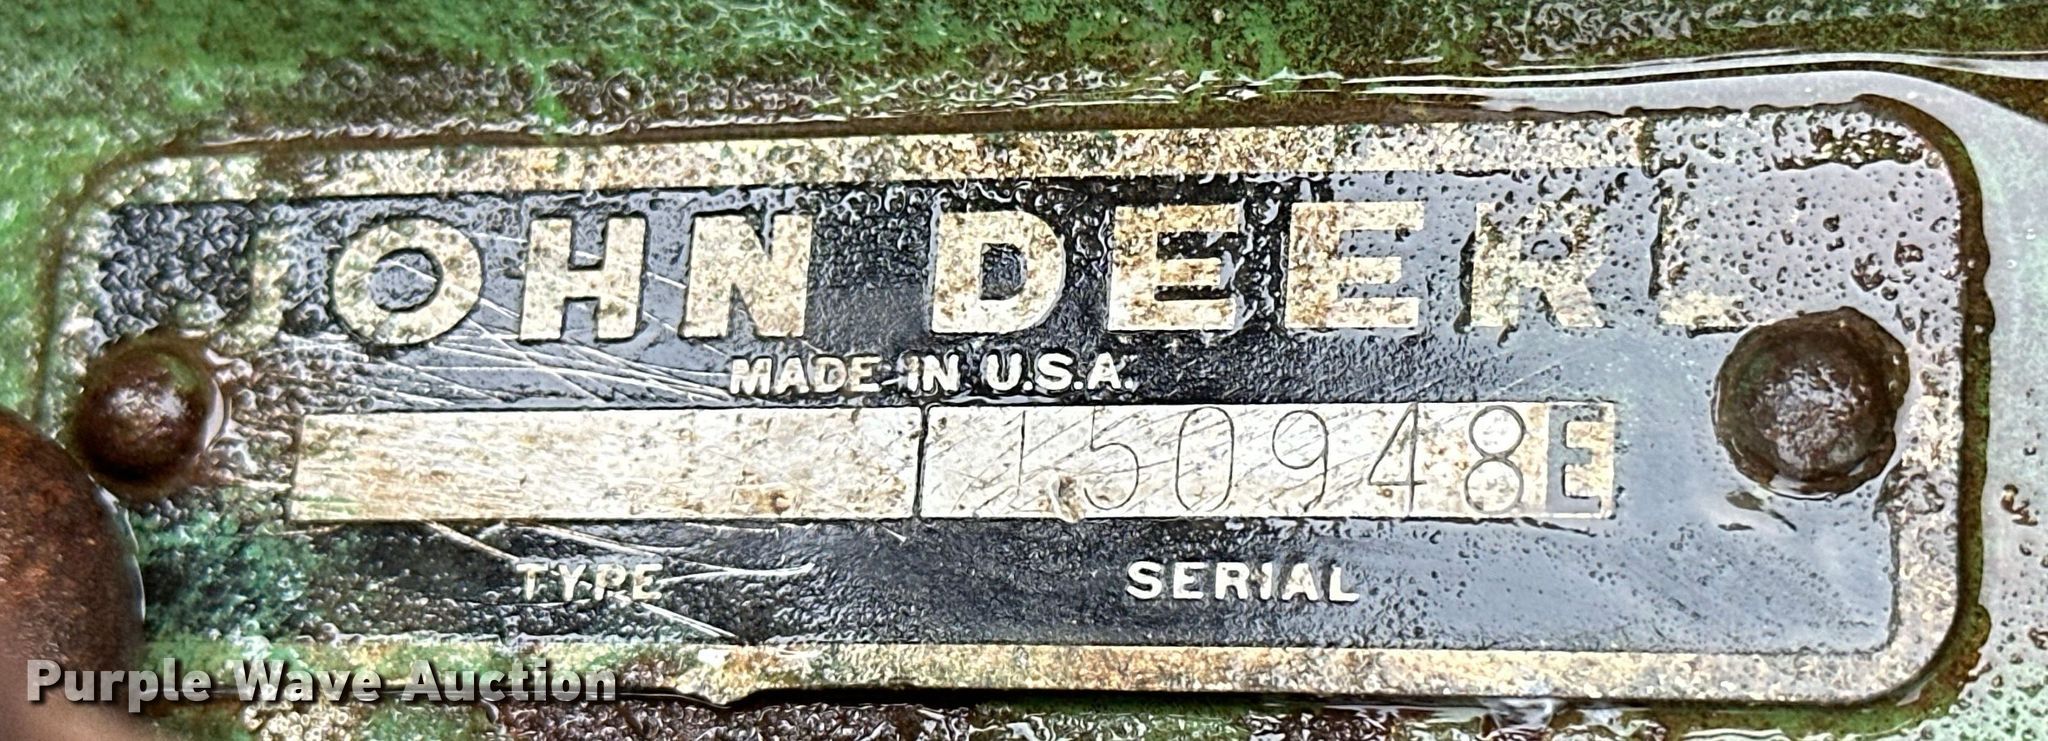 JOHN DEERE
MADE IN U.S.A.
150948E
TYPE SERIAL
Purple Wave Auction